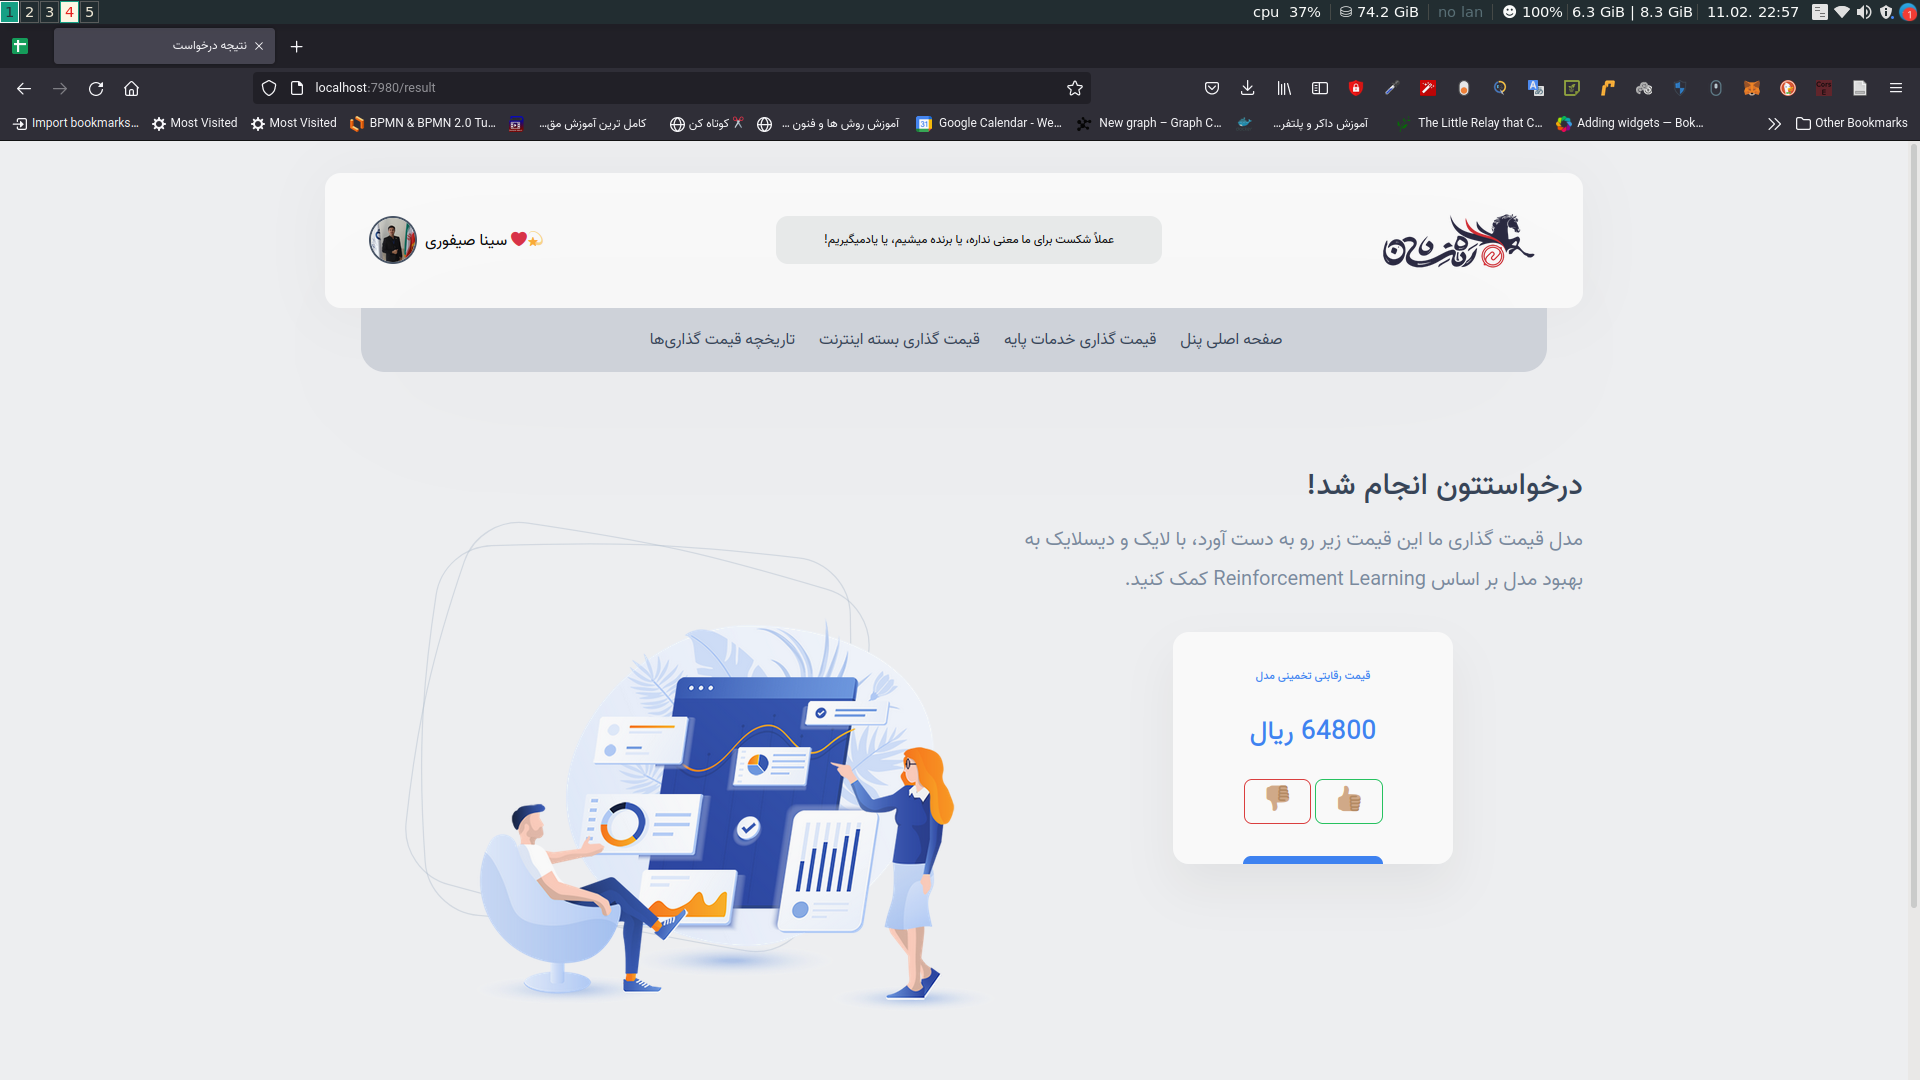 1 2 3 4 5
cpu 37% 74.2 GiB no lan 100% 6.3 GiB | 8.3 GiB 11.02. 22:57
نتیجه درخواست
localhost:7980/result
Import bookmarks... Most Visited Most Visited BPMN & BPMN 2.0 Tu... کامل ترین آموزش مق... کوتاه کن آموزش روش ها و فنون ... Google Calendar - We... New graph – Graph C... آموزش داکر و پلتفر... The Little Relay that C... Adding widgets — Bok... Other Bookmarks
سینا صیفوری
عملاً شکست برای ما معنی نداره، یا برنده میشیم، یا یادمیگیریم!
صفحه اصلی پنل قیمت گذاری خدمات پایه قیمت گذاری بسته اینترنت تاریخچه قیمت گذاری‌ها
درخواستتون انجام شد!
مدل قیمت گذاری ما این قیمت زیر رو به دست آورد، با لایک و دیسلایک به
بهبود مدل بر اساس Reinforcement Learning کمک کنید.
قیمت رقابتی تخمینی مدل
64800 ریال